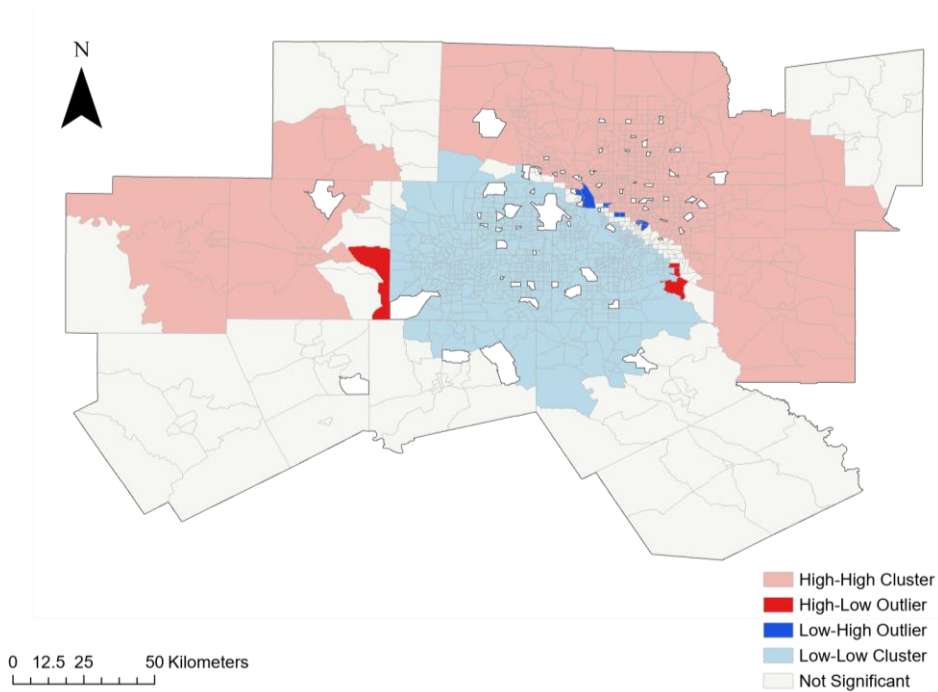 N
High-High Cluster
High-Low Outlier
Low-High Outlier
Low-Low Cluster
Not Significant
0 12.5 25 50 Kilometers